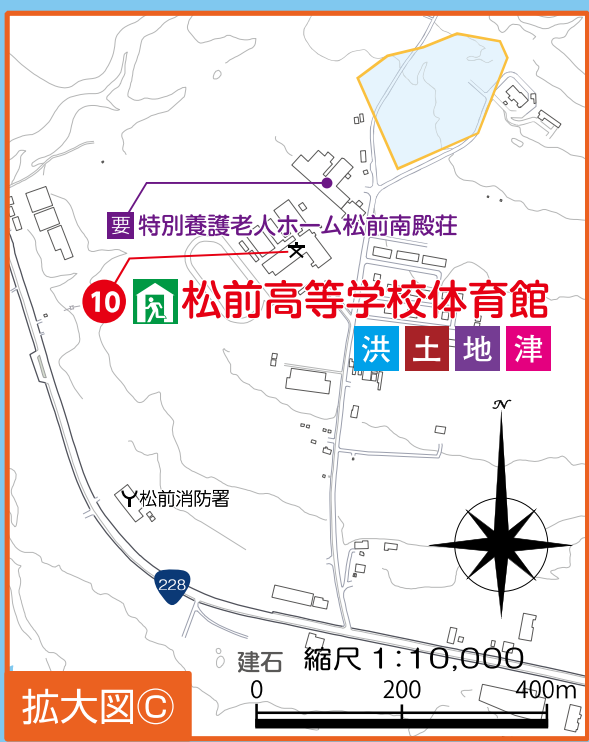 要 特別養護老人ホーム松前南殿荘
10 松前高等学校体育館
洪 土 地 津
N
松前消防署
228
建石 縮尺 1:10,000
0 200 400m
拡大図Ⓒ